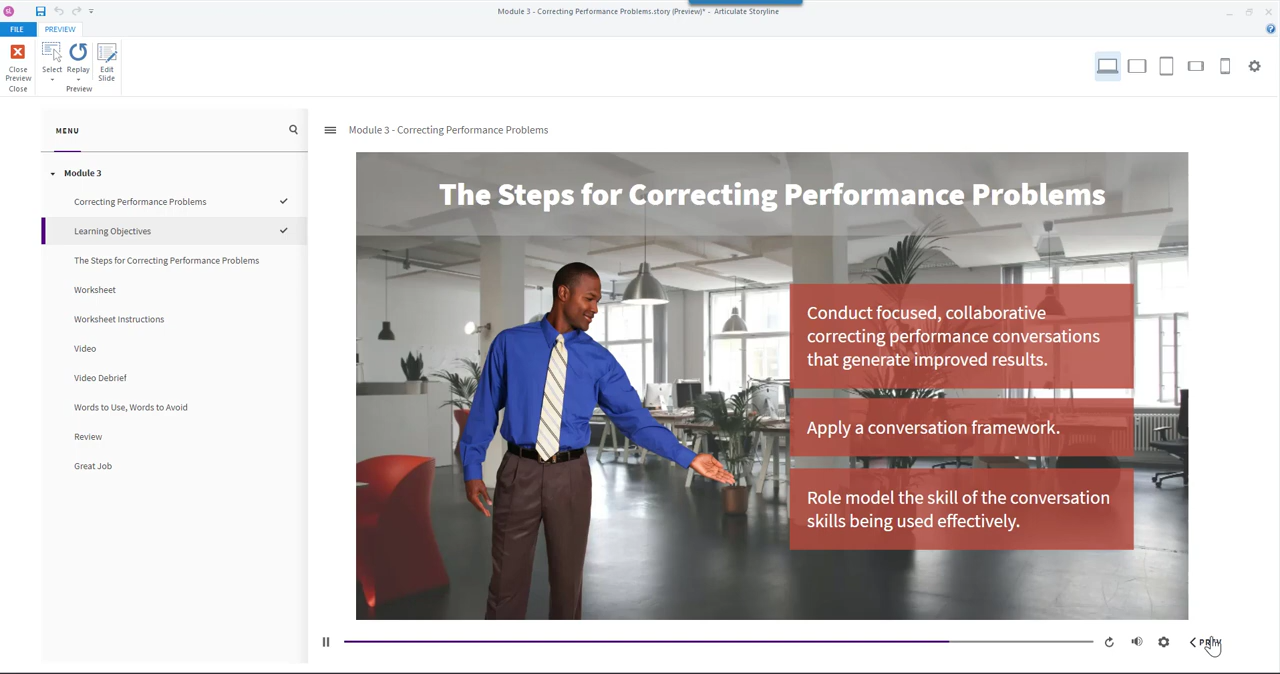 Module 3 - Correcting Performance Problems.story (Preview)* - Articulate Storyline
FILE
PREVIEW
Close Preview
Select
Replay
Edit Slide
Close
Preview
MENU
Module 3 - Correcting Performance Problems
Module 3
Correcting Performance Problems
Learning Objectives
The Steps for Correcting Performance Problems
Worksheet
Worksheet Instructions
Video
Video Debrief
Words to Use, Words to Avoid
Review
Great Job
The Steps for Correcting Performance Problems
Conduct focused, collaborative
correcting performance conversations
that generate improved results.
Apply a conversation framework.
Role model the skill of the conversation
skills being used effectively.